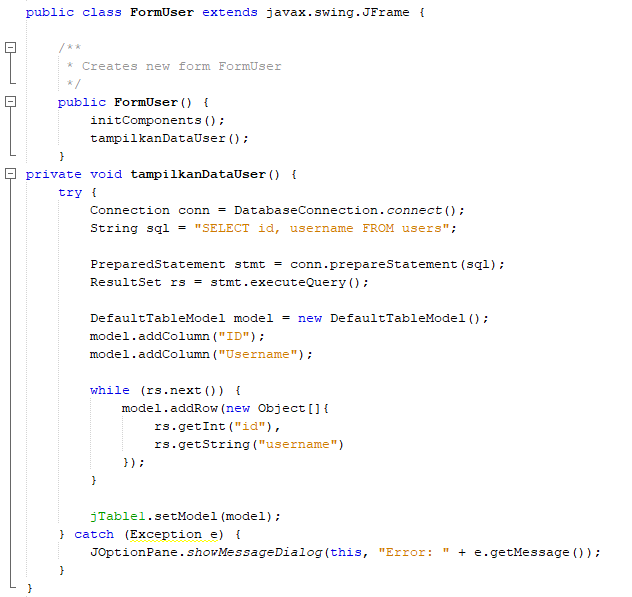 public class FormUser extends javax.swing.JFrame {
/**
* Creates new form FormUser
*/
public FormUser() {
initComponents();
tampilkanDataUser();
}
private void tampilkanDataUser() {
try {
Connection conn = DatabaseConnection.connect();
String sql = "SELECT id, username FROM users";
PreparedStatement stmt = conn.prepareStatement(sql);
ResultSet rs = stmt.executeQuery();
DefaultTableModel model = new DefaultTableModel();
model.addColumn("ID");
model.addColumn("Username");
while (rs.next()) {
model.addRow(new Object[]{
rs.getInt("id"),
rs.getString("username")
});
}
jTable1.setModel(model);
} catch (Exception e) {
JOptionPane.showMessageDialog(this, "Error: " + e.getMessage());
}
}